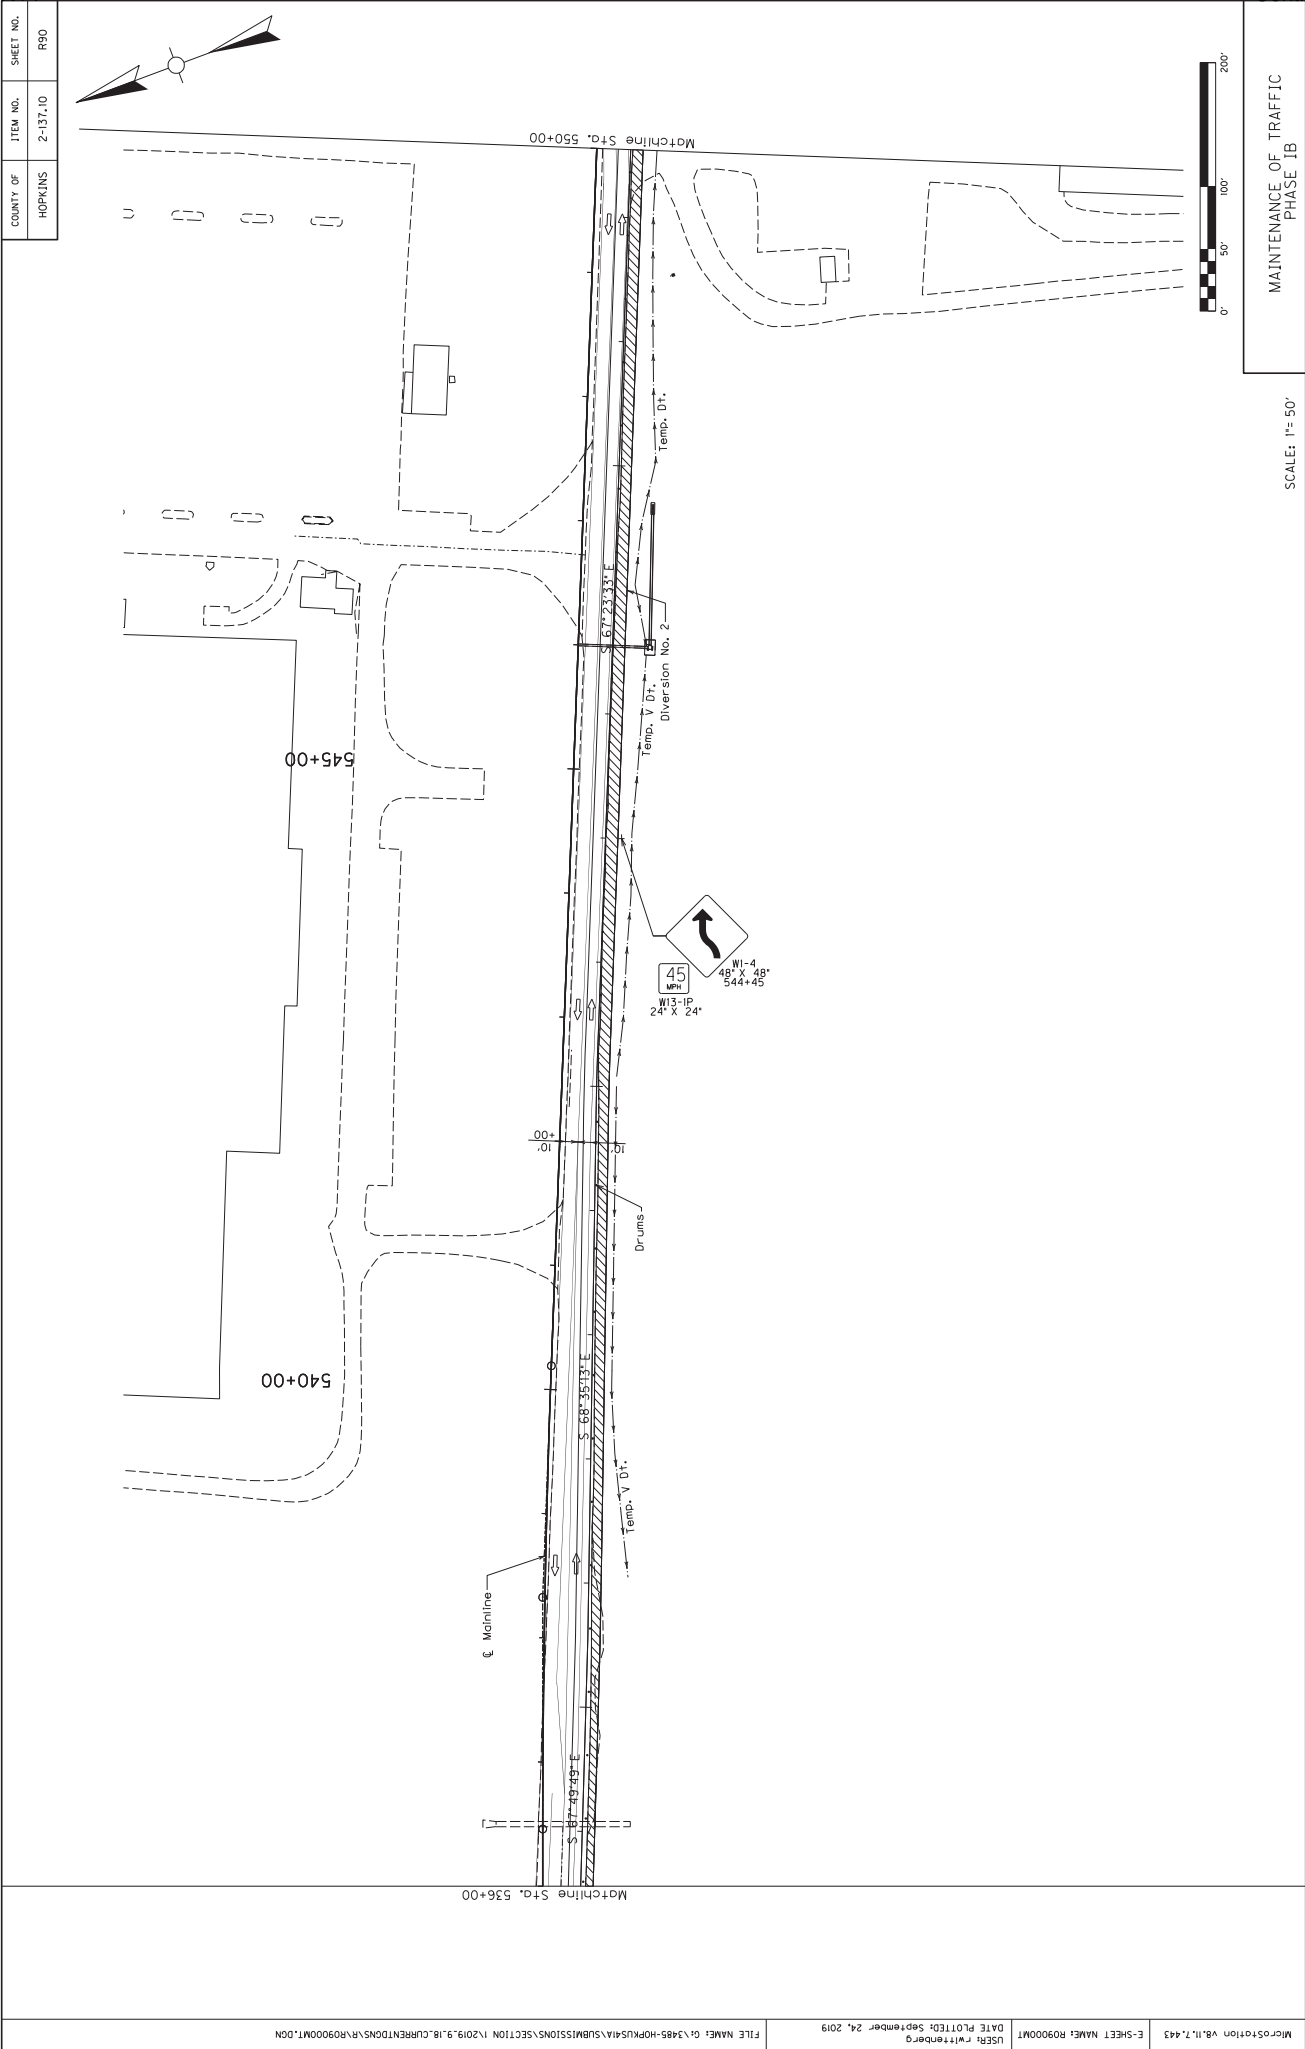 COUNTY OF
ITEM NO.
SHEET NO.
HOPKINS
2-137.10
R90
Matchline Sta. 550+00
0'
50'
100'
200'
MAINTENANCE OF TRAFFIC
PHASE IB
SCALE: 1"= 50'
Temp. Dt.
S 67°23'33" E
Diversion No. 2
Temp. V Dt.
545+00
45
MPH
W13-1P
24" X 24"
W1-4
48" X 48"
544+45
+00
10'
10'
Drums
540+00
S 68°35'13" E
Temp. V Dt.
℄ Mainline
S 67°49'49" E
Matchline Sta. 536+00
FILE NAME: G:\3485-HOPKUS41A\SUBMISSIONS\SECTION 1\2019_9_18_CURRENTDGNS\R\R09000MT.DGN
USER: rwittenberg
DATE PLOTTED: September 24, 2019
E-SHEET NAME: R09000MT
MicroStation v8.11.7.443